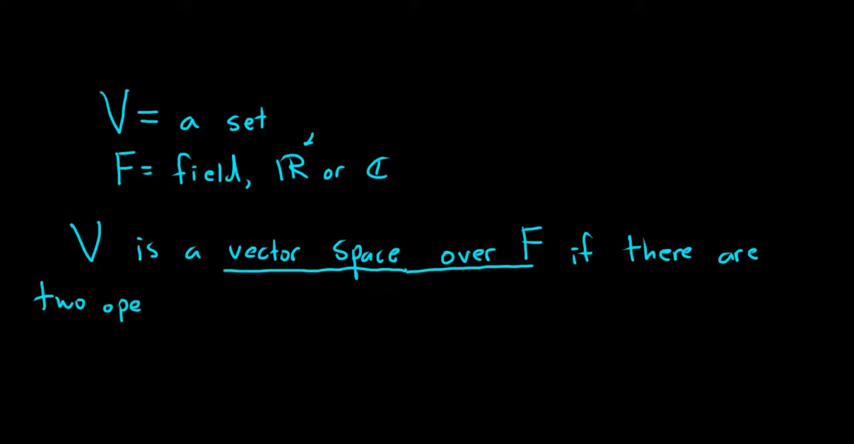 V = a set
F = field, ℝ or ℂ
V is a vector space over F if there are
two ope